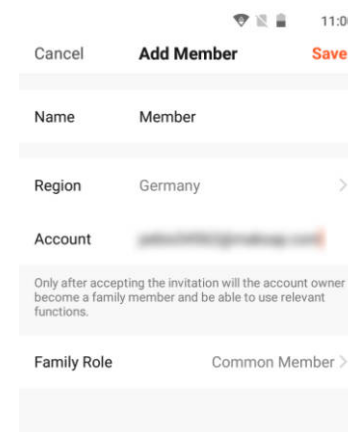 11:0
Cancel Add Member Save
Name Member
Region Germany
Account
Only after accepting the invitation will the account owner
become a family member and be able to use relevant
functions.
Family Role Common Member